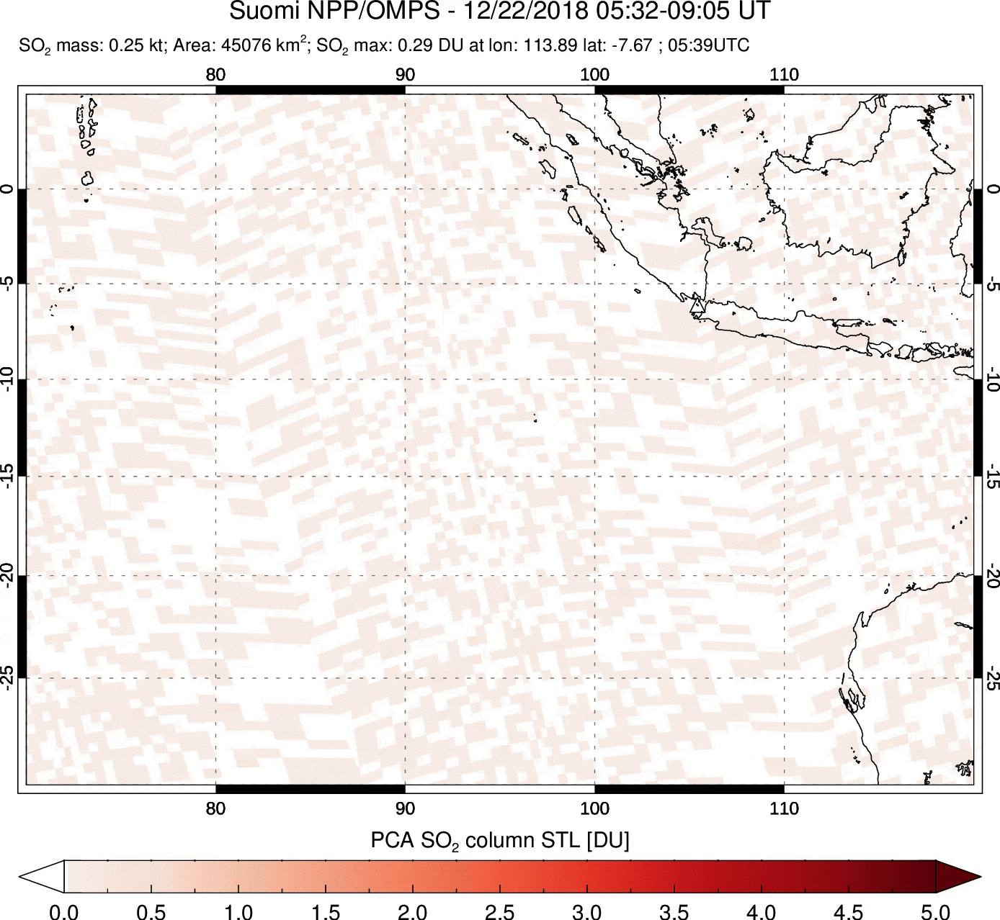 Suomi NPP/OMPS - 12/22/2018 05:32-09:05 UT
SO₂ mass: 0.25 kt; Area: 45076 km²; SO₂ max: 0.29 DU at lon: 113.89 lat: -7.67 ; 05:39UTC
80 90 100 110
0 0
-5 -5
-10 -10
-15 -15
-20 -20
-25 -25
80 90 100 110
PCA SO₂ column STL [DU]
0.0 0.5 1.0 1.5 2.0 2.5 3.0 3.5 4.0 4.5 5.0